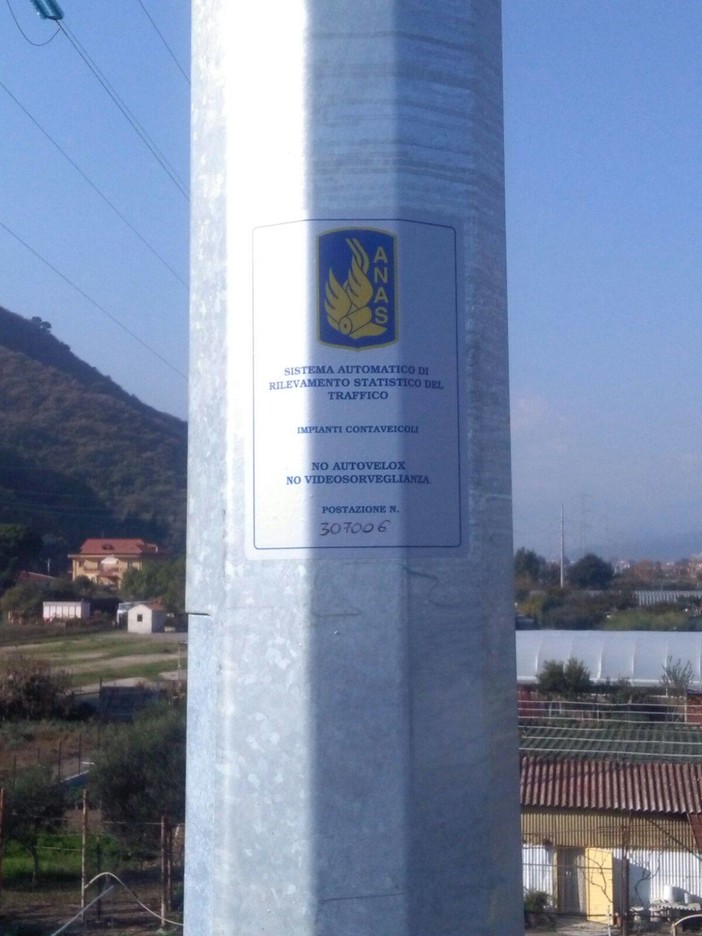 ANAS
SISTEMA AUTOMATICO DI
RILEVAMENTO STATISTICO DEL
TRAFFICO
IMPIANTI CONTAVEICOLI
NO AUTOVELOX
NO VIDEOSORVEGLIANZA
POSTAZIONE N.
307006